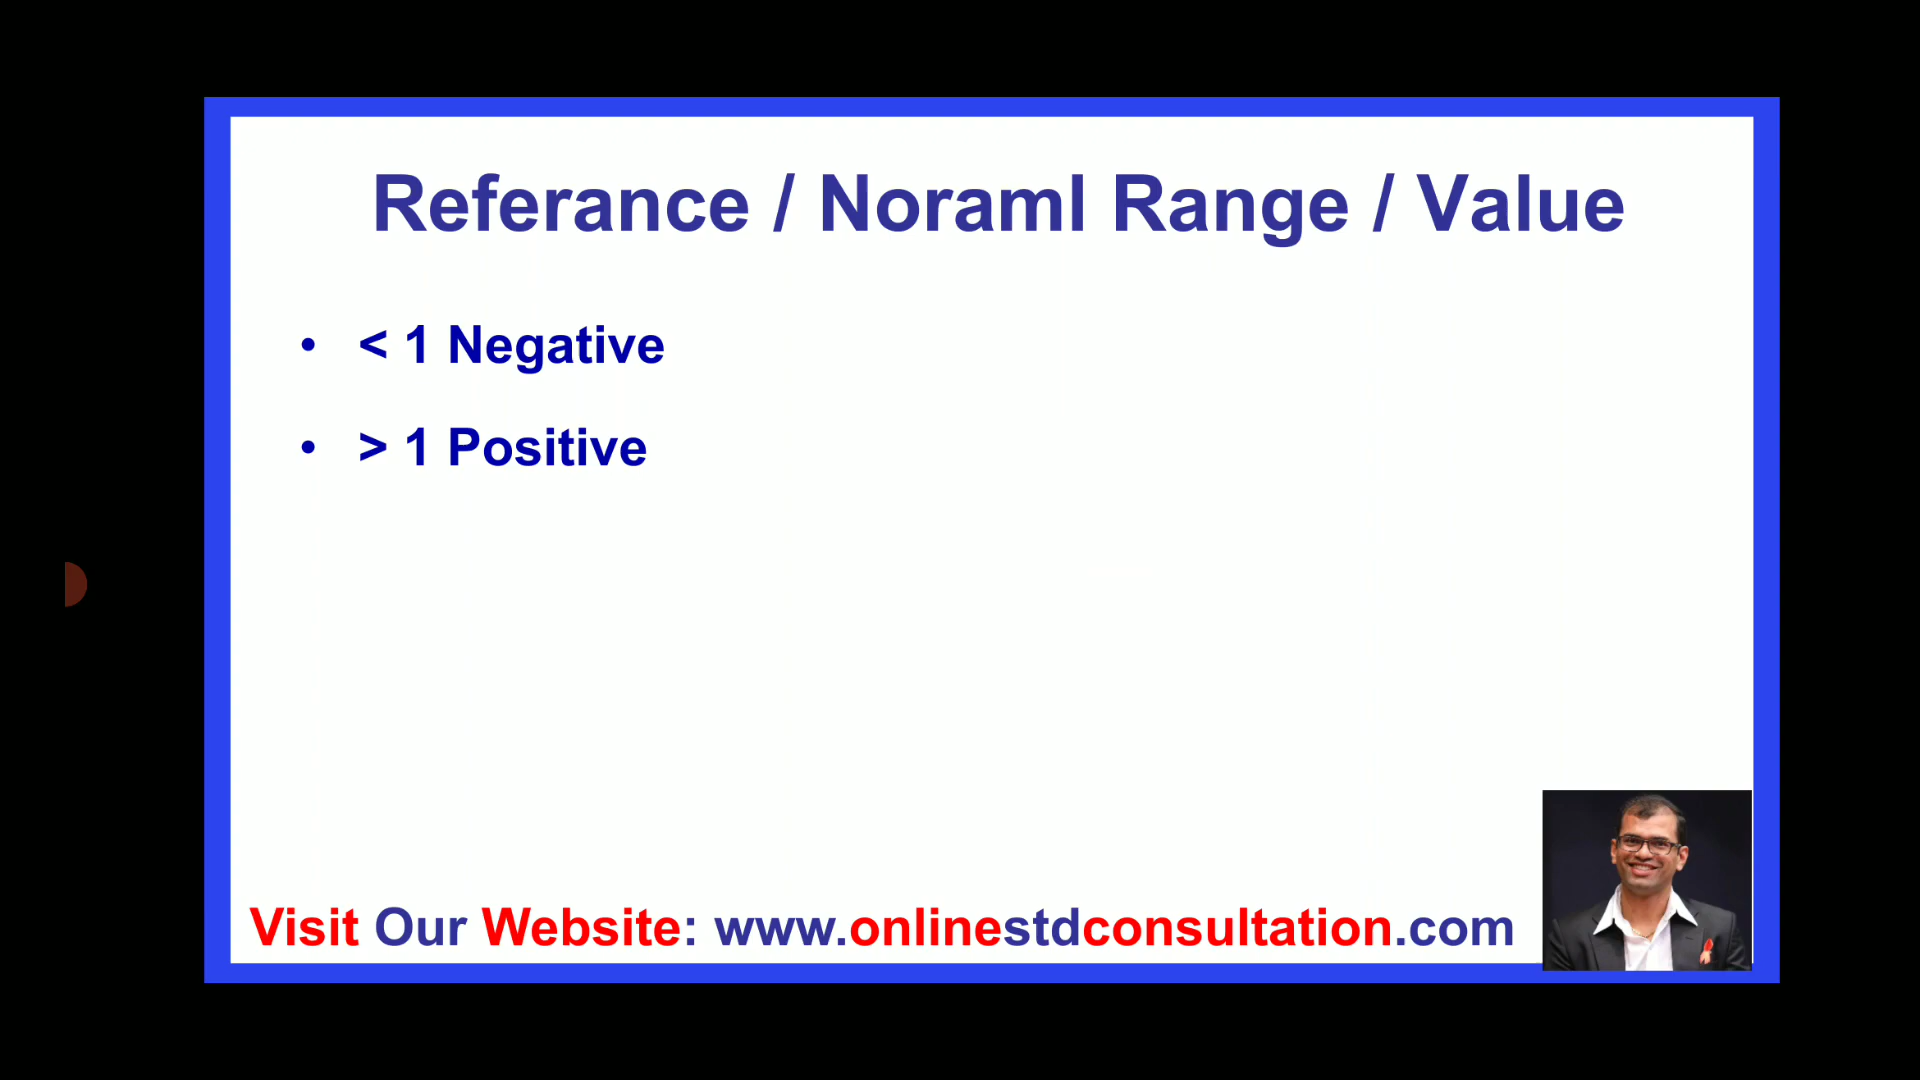 Referance / Noraml Range / Value
• < 1 Negative
• > 1 Positive
Visit Our Website: www.onlinestdconsultation.com